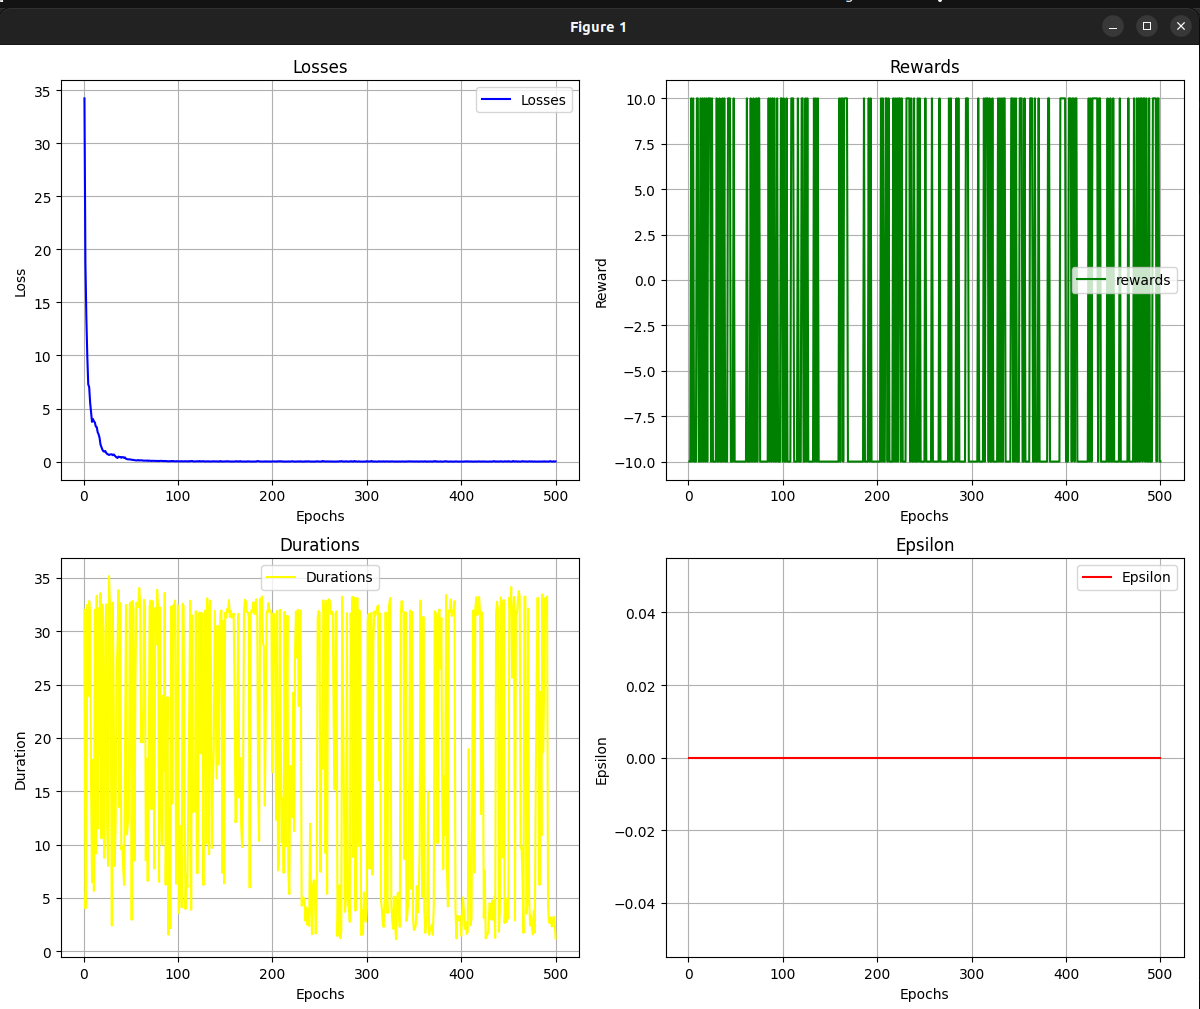 Figure 1
Losses
35
30
25
20
15
10
5
0
Loss
Losses
0 100 200 300 400 500
Epochs
Rewards
10.0
7.5
5.0
2.5
0.0
−2.5
−5.0
−7.5
−10.0
Reward
rewards
0 100 200 300 400 500
Epochs
Durations
35
30
25
20
15
10
5
0
Duration
Durations
0 100 200 300 400 500
Epochs
Epsilon
0.04
0.02
0.00
−0.02
−0.04
Epsilon
Epsilon
0 100 200 300 400 500
Epochs